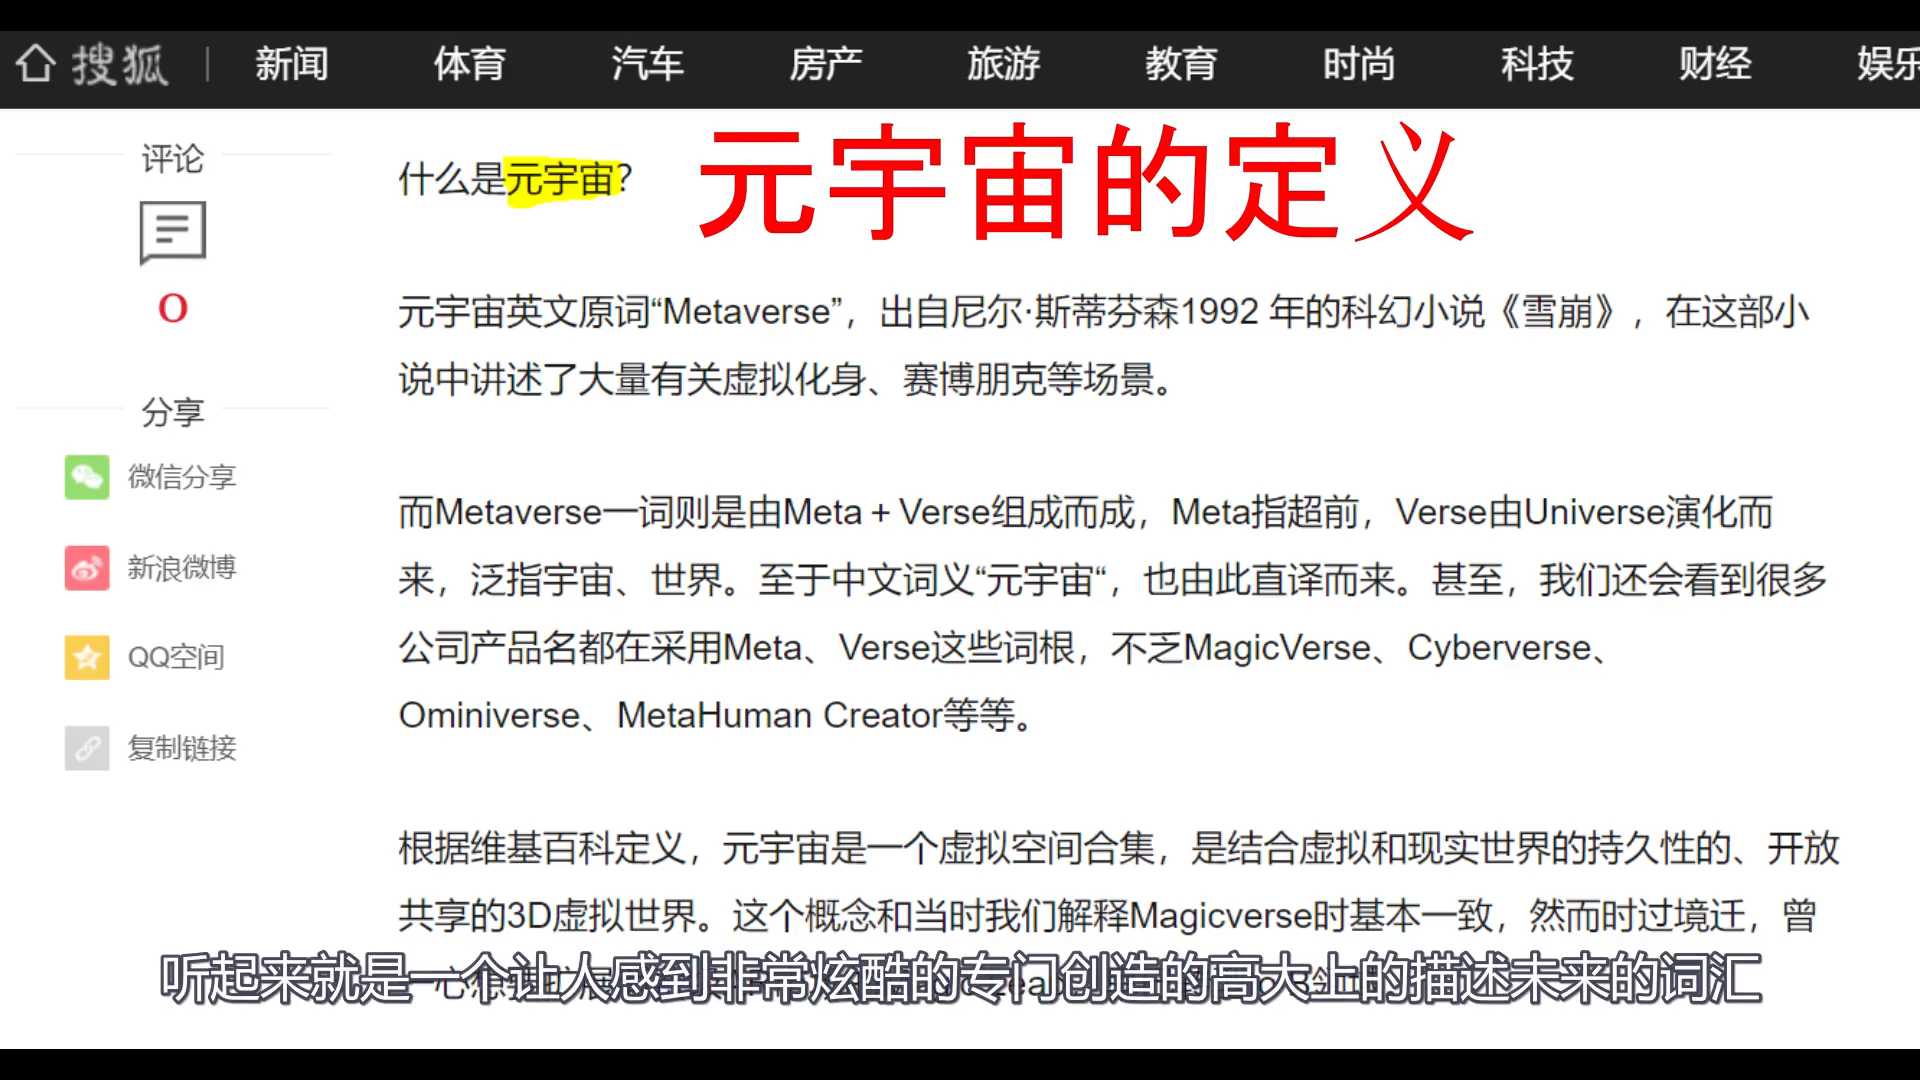 搜狐 新闻 体育 汽车 房产 旅游 教育 时尚 科技 财经 娱乐
评论
0
分享
微信分享
新浪微博
QQ空间
复制链接
什么是元宇宙?
元宇宙的定义
元宇宙英文原词“Metaverse”，出自尼尔·斯蒂芬森1992 年的科幻小说《雪崩》，在这部小
说中讲述了大量有关虚拟化身、赛博朋克等场景。
而Metaverse一词则是由Meta + Verse组成而成，Meta指超前，Verse由Universe演化而
来，泛指宇宙、世界。至于中文词义“元宇宙“，也由此直译而来。甚至，我们还会看到很多
公司产品名都在采用Meta、Verse这些词根，不乏MagicVerse、Cyberverse、
Ominiverse、MetaHuman Creator等等。
根据维基百科定义，元宇宙是一个虚拟空间合集，是结合虚拟和现实世界的持久性的、开放
共享的3D虚拟世界。这个概念和当时我们解释Magicverse时基本一致，然而时过境迁，曾
听起来就是一个让人感到非常炫酷的专门创造的高大上的描述未来的词汇